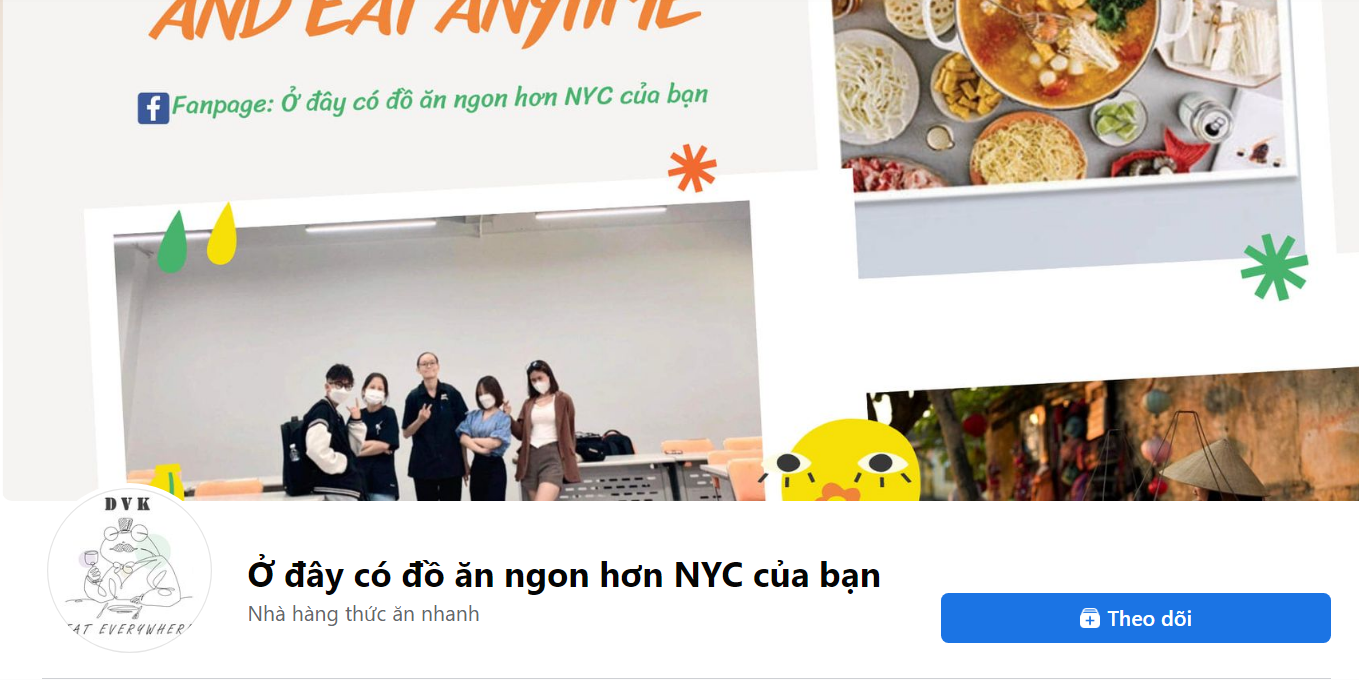 AND EAT ANYTIME
Fanpage: Ở đây có đồ ăn ngon hơn NYC của bạn
DVK
EAT EVERYWHER
Ở đây có đồ ăn ngon hơn NYC của bạn
Nhà hàng thức ăn nhanh
Theo dõi